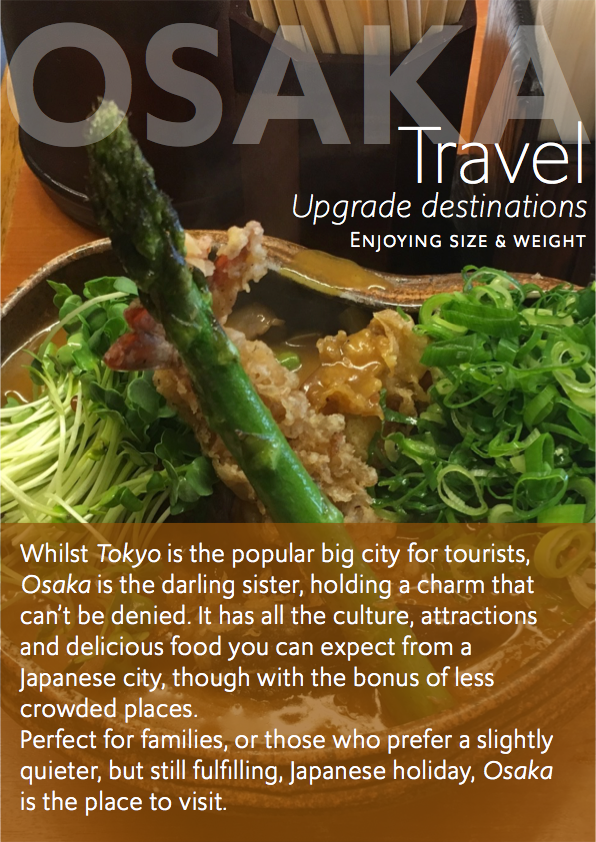 OSAKA
Travel
Upgrade destinations
ENJOYING SIZE & WEIGHT
Whilst Tokyo is the popular big city for tourists,
Osaka is the darling sister, holding a charm that
can't be denied. It has all the culture, attractions
and delicious food you can expect from a
Japanese city, though with the bonus of less
crowded places.
Perfect for families, or those who prefer a slightly
quieter, but still fulfilling, Japanese holiday, Osaka
is the place to visit.